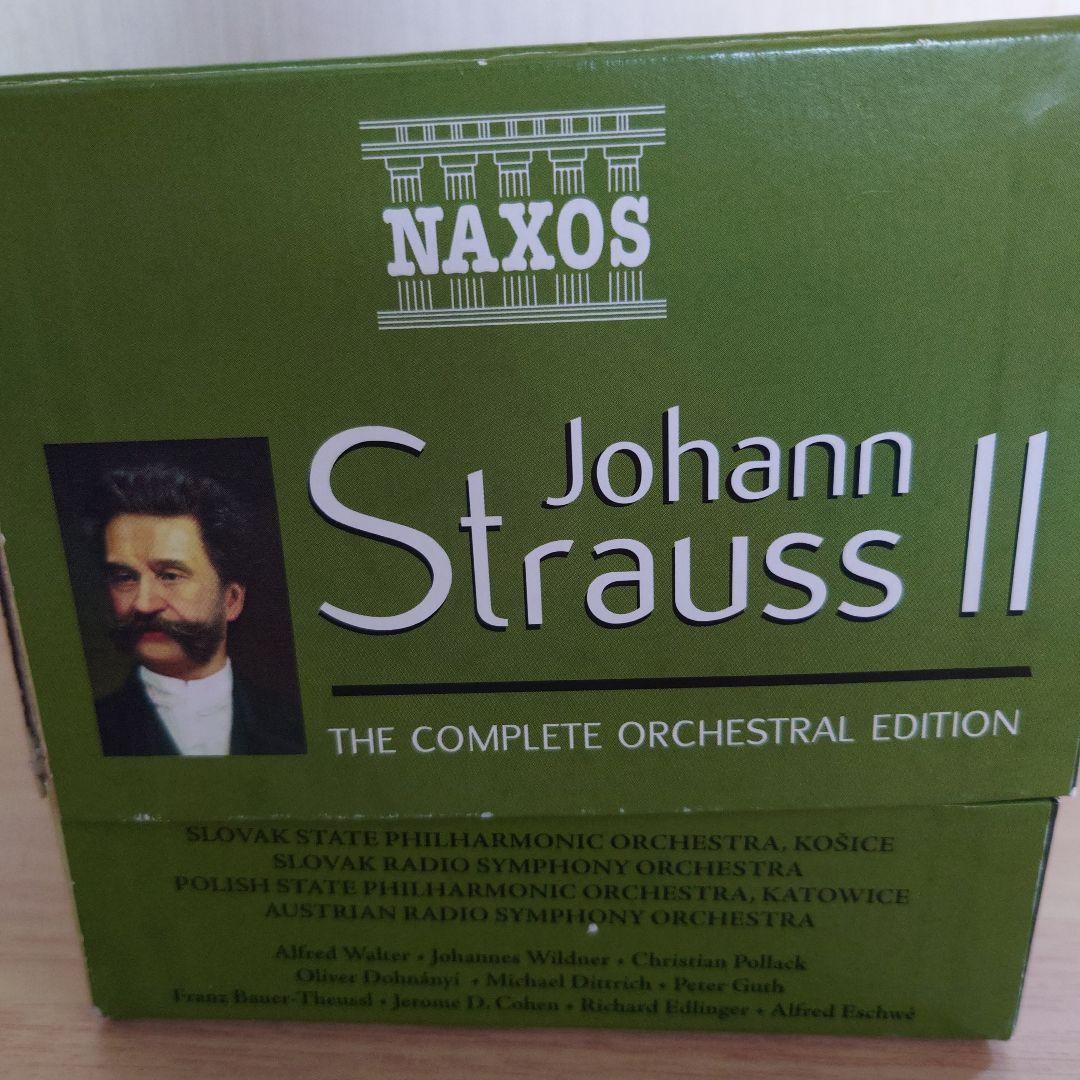 NAXOS
Johann
Strauss II
THE COMPLETE ORCHESTRAL EDITION
SLOVAK STATE PHILHARMONIC ORCHESTRA, KOŠICE
SLOVAK RADIO SYMPHONY ORCHESTRA
POLISH STATE PHILHARMONIC ORCHESTRA, KATOWICE
AUSTRIAN RADIO SYMPHONY ORCHESTRA
Alfred Walter • Johannes Wildner • Christian Pollack
Oliver Dohnányi • Michael Dittrich • Peter Guth
Franz Bauer-Theussl • Jerome D. Cohen • Richard Edlinger • Alfred Eschwé